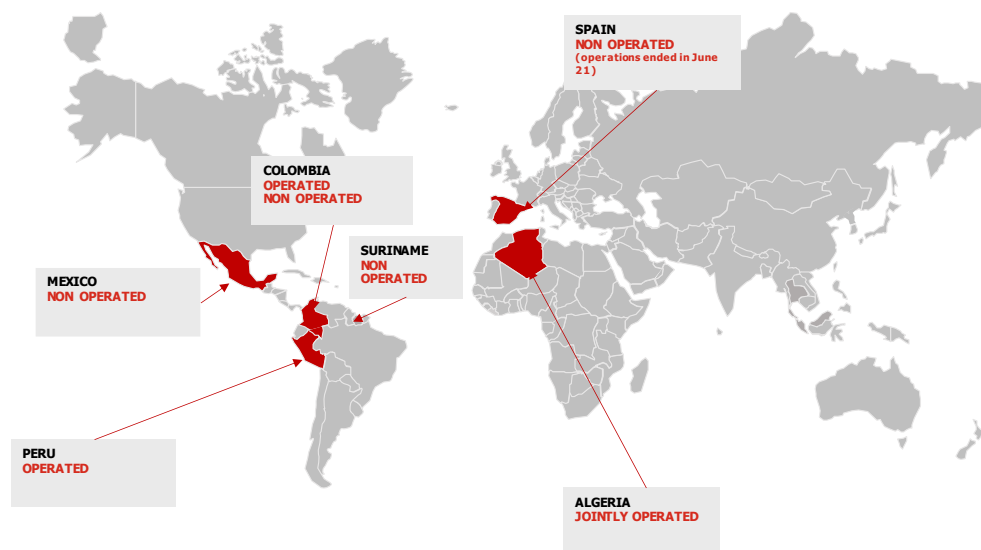 SPAIN
NON OPERATED
(operations ended in June
21)
COLOMBIA
OPERATED
NON OPERATED
SURINAME
NON
OPERATED
MEXICO
NON OPERATED
PERU
OPERATED
ALGERIA
JOINTLY OPERATED